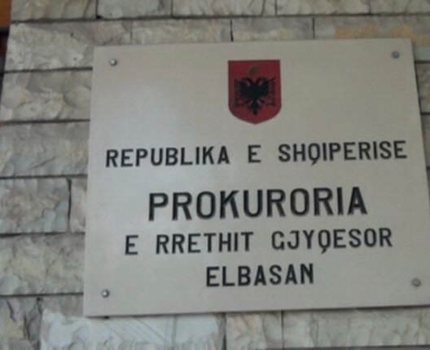 REPUBLIKA E SHQIPERISE
PROKURORIA
E RRETHIT GJYQESOR
ELBASAN